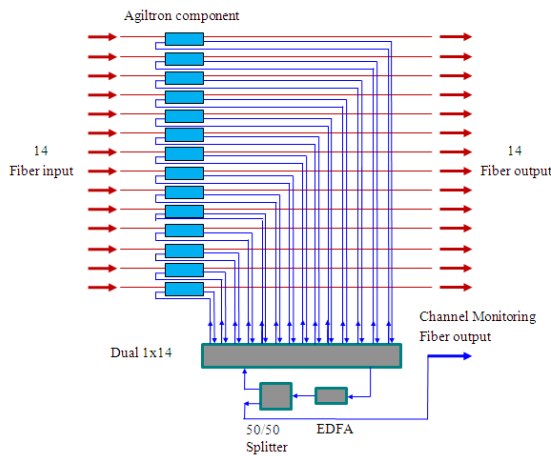 Agiltron component
14
Fiber input
14
Fiber output
Channel Monitoring
Fiber output
Dual 1x14
50/50
Splitter
EDFA